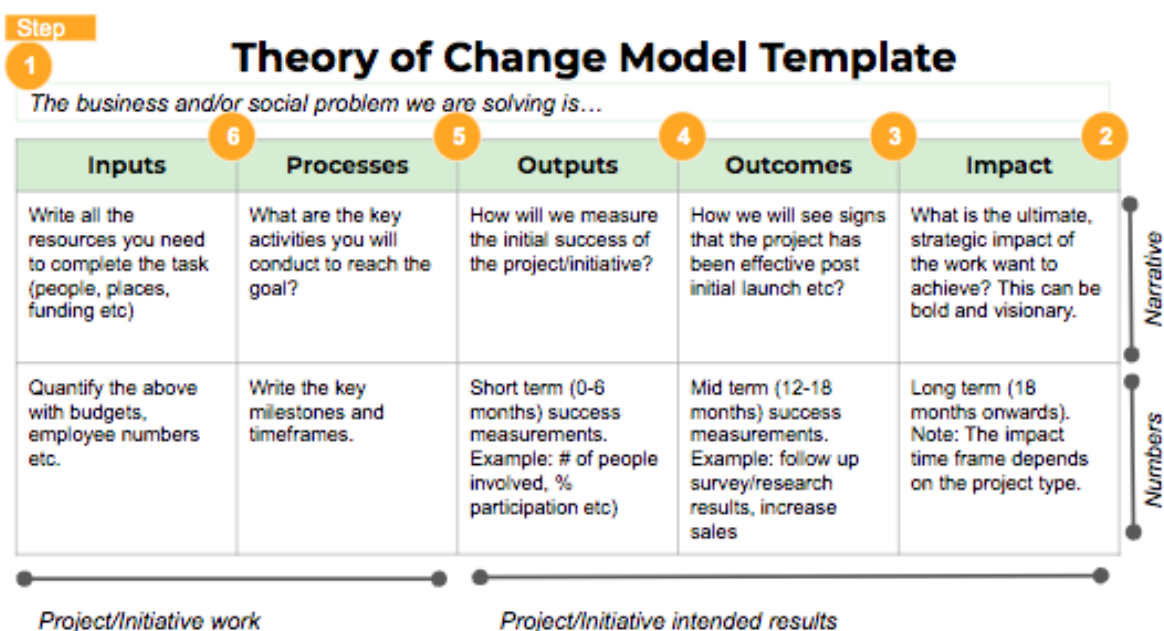 Step
1
Theory of Change Model Template
The business and/or social problem we are solving is…
6
5
4
3
2
Inputs
Processes
Outputs
Outcomes
Impact
Write all the
resources you need
to complete the task
(people, places,
funding etc)
What are the key
activities you will
conduct to reach the
goal?
How will we measure
the initial success of
the project/initiative?
How we will see signs
that the project has
been effective post
initial launch etc?
What is the ultimate,
strategic impact of
the work want to
achieve? This can be
bold and visionary.
Narrative
Quantify the above
with budgets,
employee numbers
etc.
Write the key
milestones and
timeframes.
Short term (0-6
months) success
measurements.
Example: # of people
involved, %
participation etc)
Mid term (12-18
months) success
measurements.
Example: follow up
survey/research
results, increase
sales
Long term (18
months onwards).
Note: The impact
time frame depends
on the project type.
Numbers
Project/Initiative work
Project/Initiative intended results